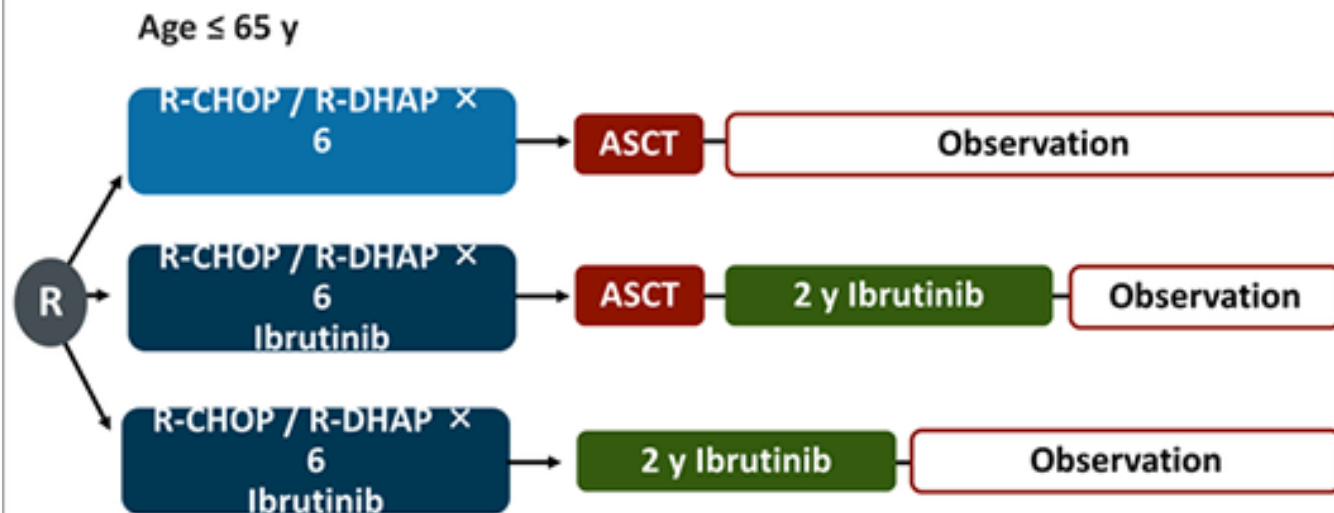 Age ≤ 65 y
R-CHOP / R-DHAP ×
6
ASCT
Observation
R
R-CHOP / R-DHAP ×
6
Ibrutinib
ASCT
2 y Ibrutinib
Observation
R-CHOP / R-DHAP ×
6
Ibrutinib
2 y Ibrutinib
Observation